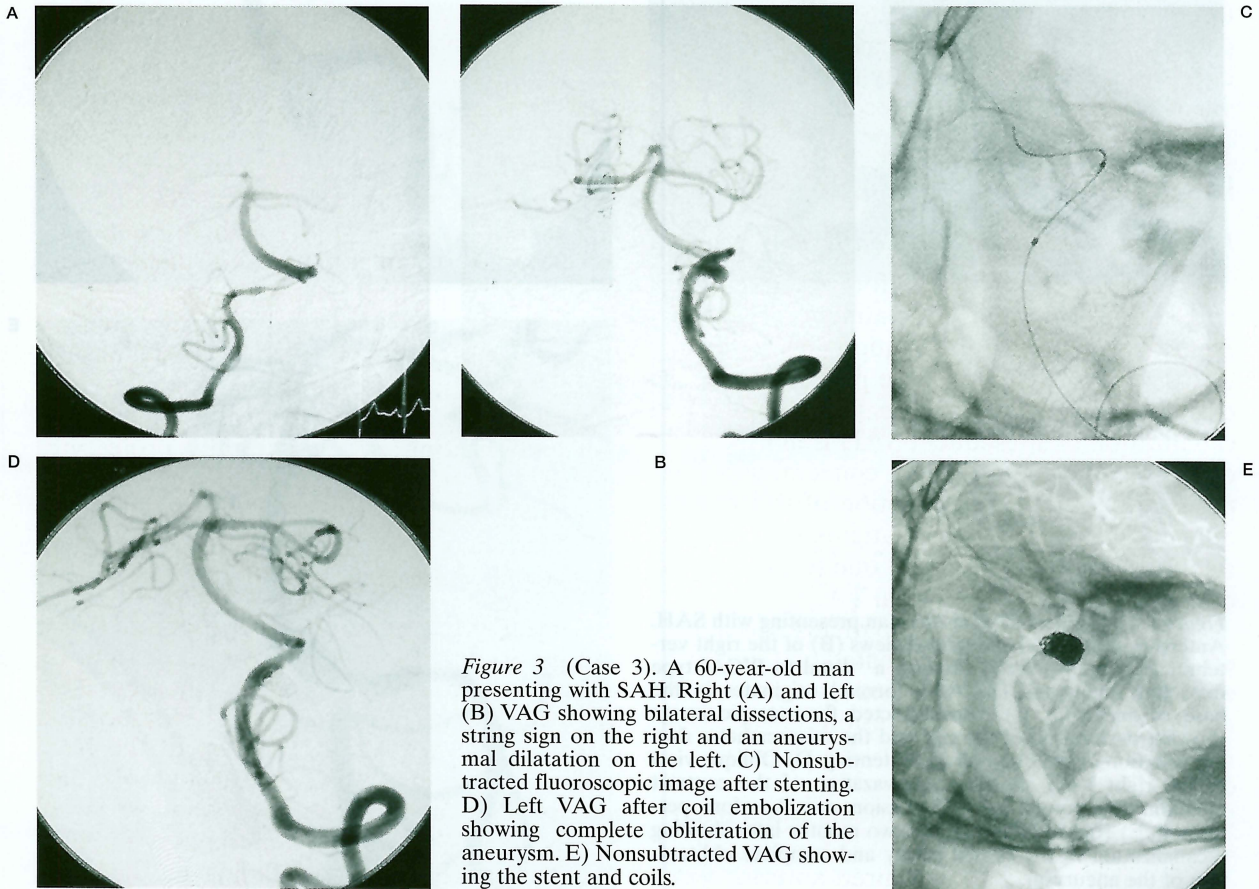 A
C
D
B
E
Figure 3 (Case 3). A 60-year-old man
presenting with SAH. Right (A) and left
(B) VAG showing bilateral dissections, a
string sign on the right and an aneurys-
mal dilatation on the left. C) Nonsub-
tracted fluoroscopic image after stenting.
D) Left VAG after coil embolization
showing complete obliteration of the
aneurysm. E) Nonsubtracted VAG show-
ing the stent and coils.